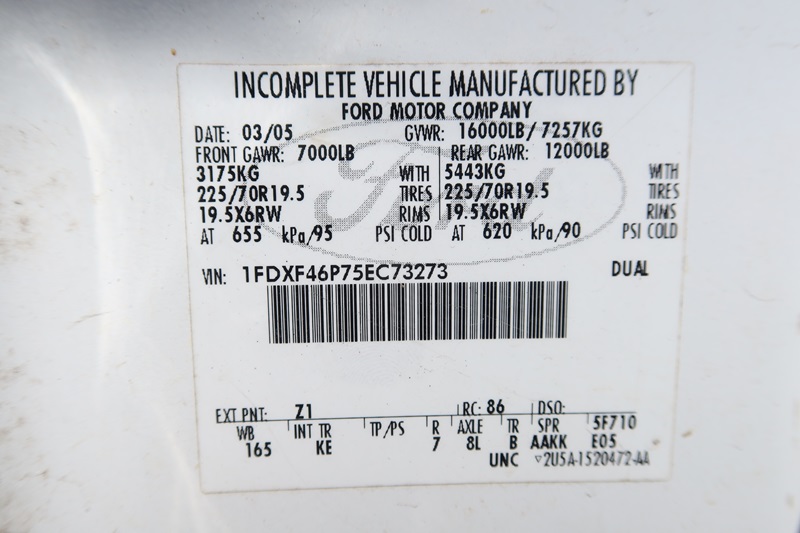 INCOMPLETE VEHICLE MANUFACTURED BY
FORD MOTOR COMPANY
DATE: 03/05 GVWR: 16000LB/ 7257KG
FRONT GAWR: 7000LB REAR GAWR: 12000LB
3175KG WITH 5443KG WITH
225/70R19.5 TIRES 225/70R19.5 TIRES
19.5X6RW RIMS 19.5X6RW RIMS
AT 655 kPa/95 PSI COLD AT 620 kPa/90 PSI COLD
VIN: 1FDXF46P75EC73273 DUAL
EXT PNT: Z1 RC: 86 DSO:
WB INT TR TP/PS R AXLE TR SPR 5F710
165 KE 7 8L B AAKK E05
UNC ▽2U5A-1520472-AA
Ford